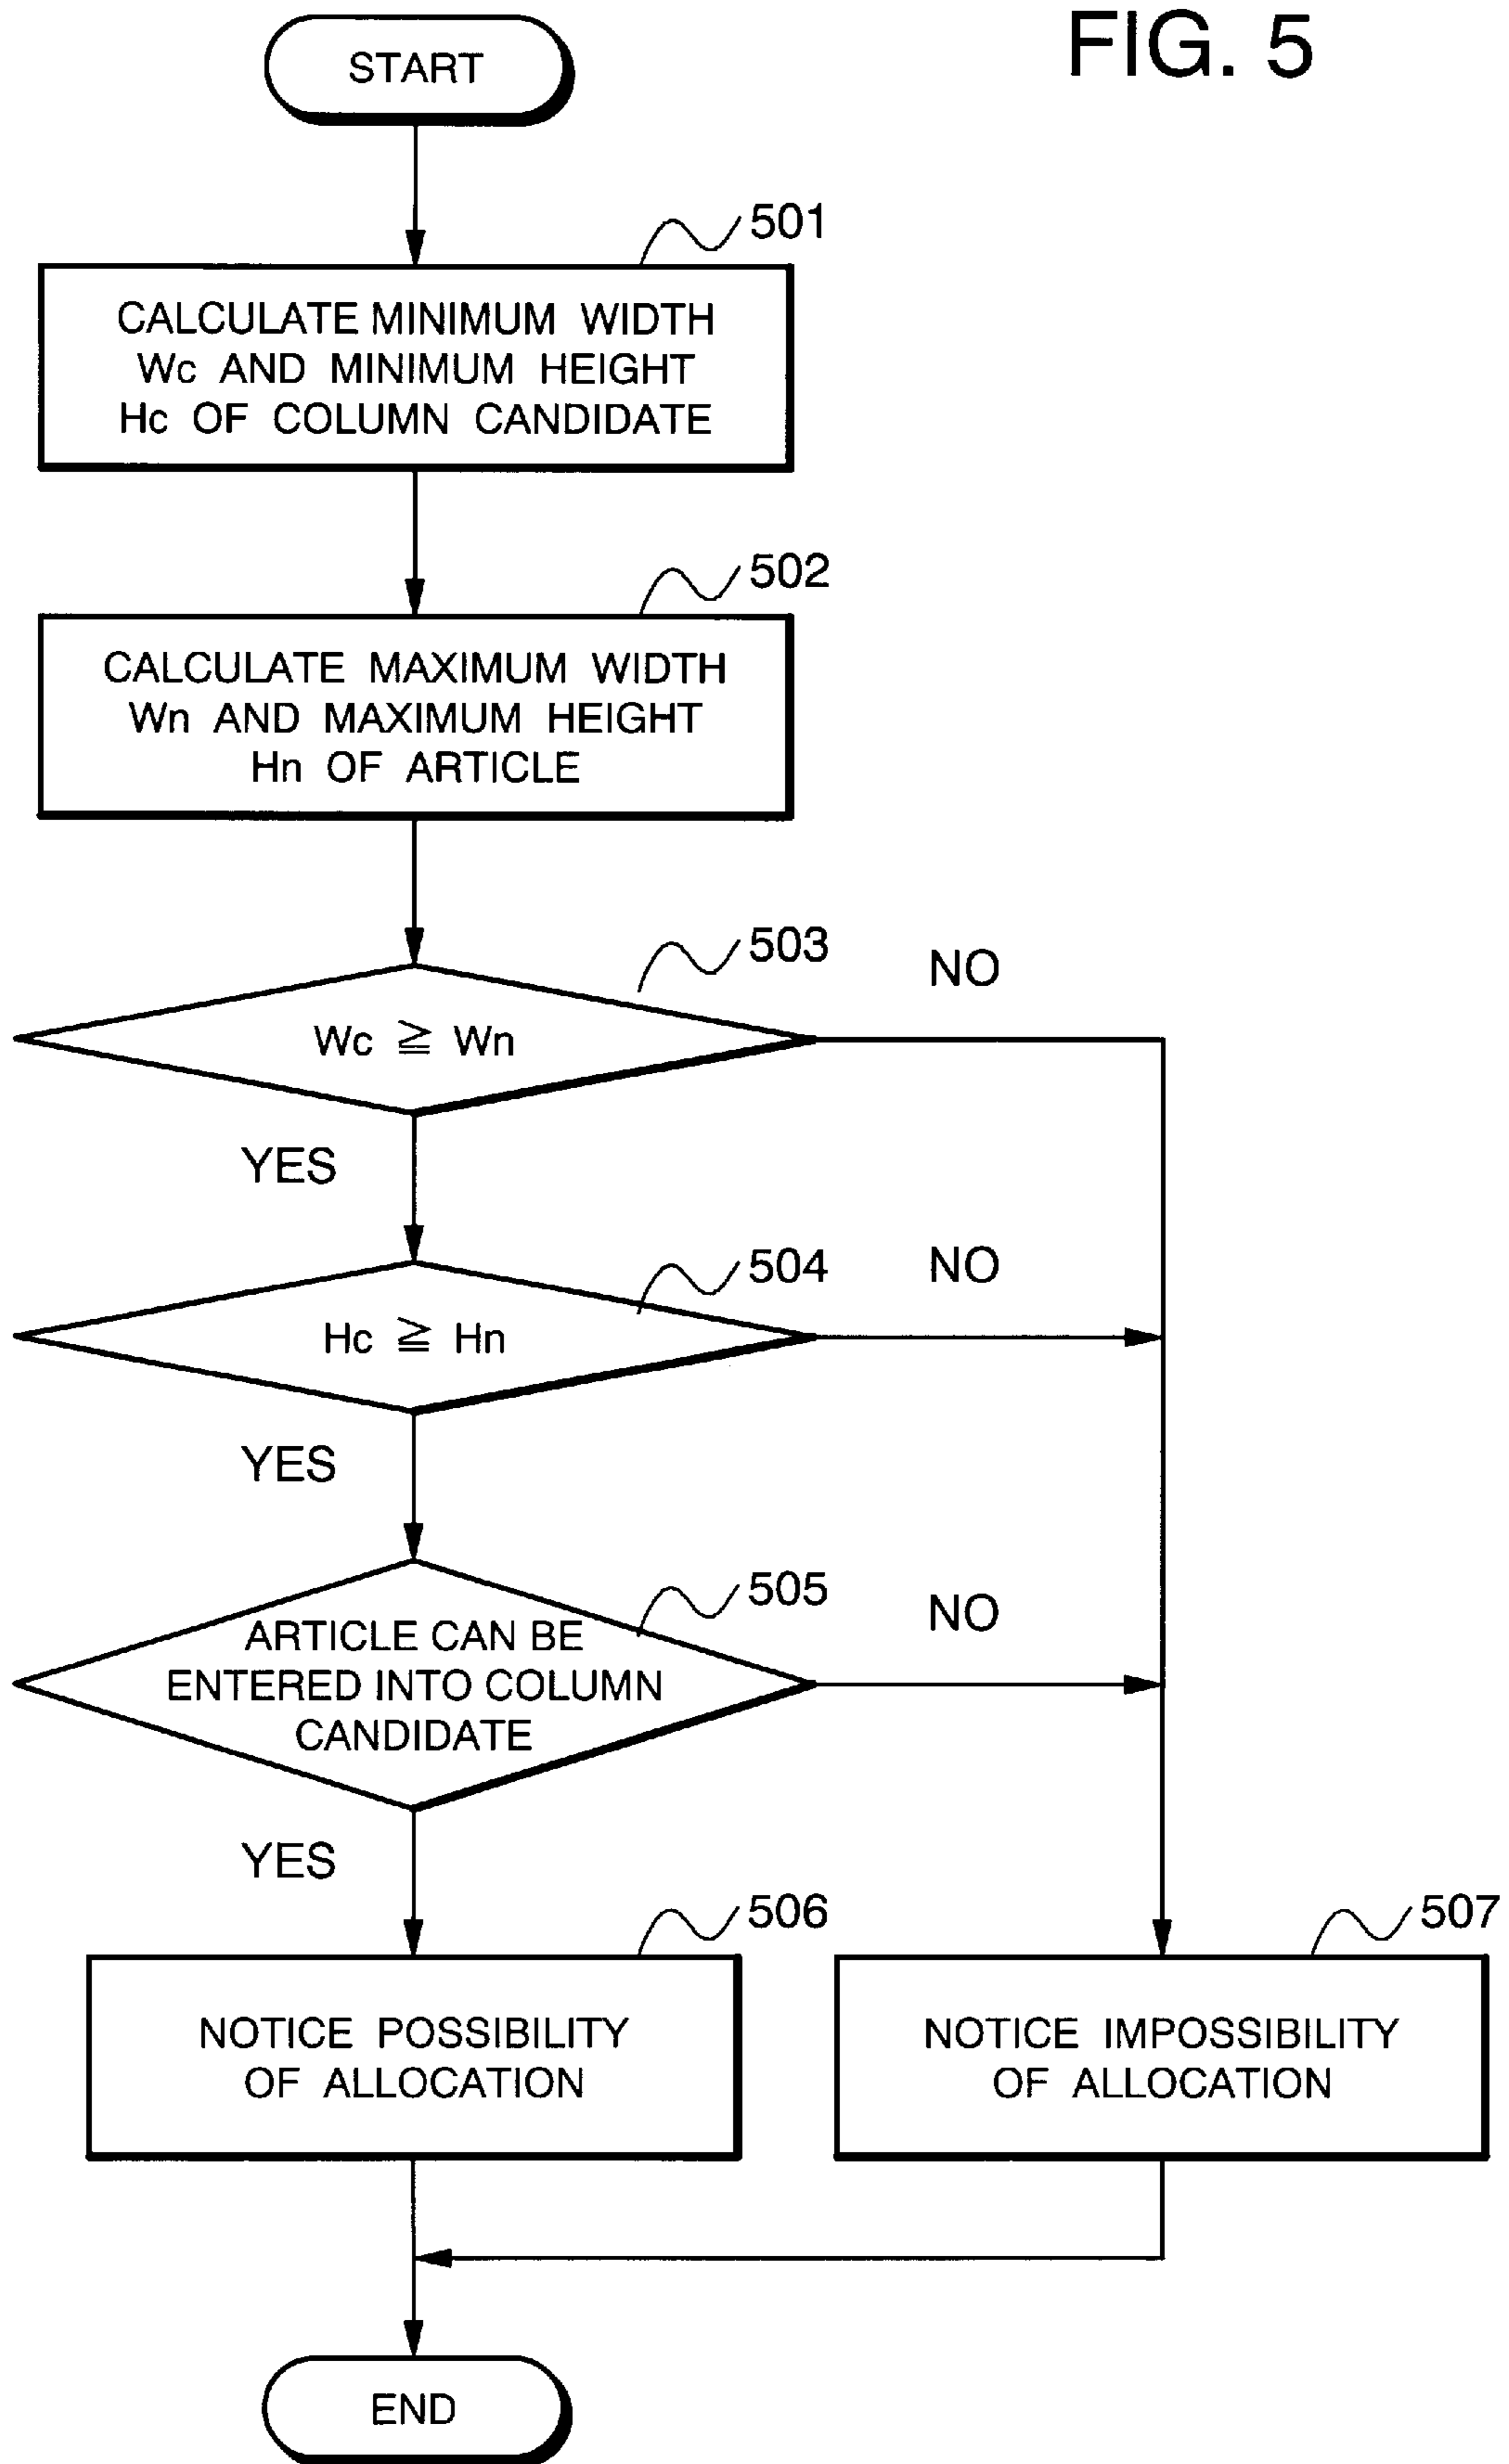 FIG. 5
START
501
CALCULATE MINIMUM WIDTH
Wc AND MINIMUM HEIGHT
Hc OF COLUMN CANDIDATE
502
CALCULATE MAXIMUM WIDTH
Wn AND MAXIMUM HEIGHT
Hn OF ARTICLE
503
NO
Wc ≧ Wn
YES
504
NO
Hc ≧ Hn
YES
505
NO
ARTICLE CAN BE
ENTERED INTO COLUMN
CANDIDATE
YES
506
NOTICE POSSIBILITY
OF ALLOCATION
507
NOTICE IMPOSSIBILITY
OF ALLOCATION
END